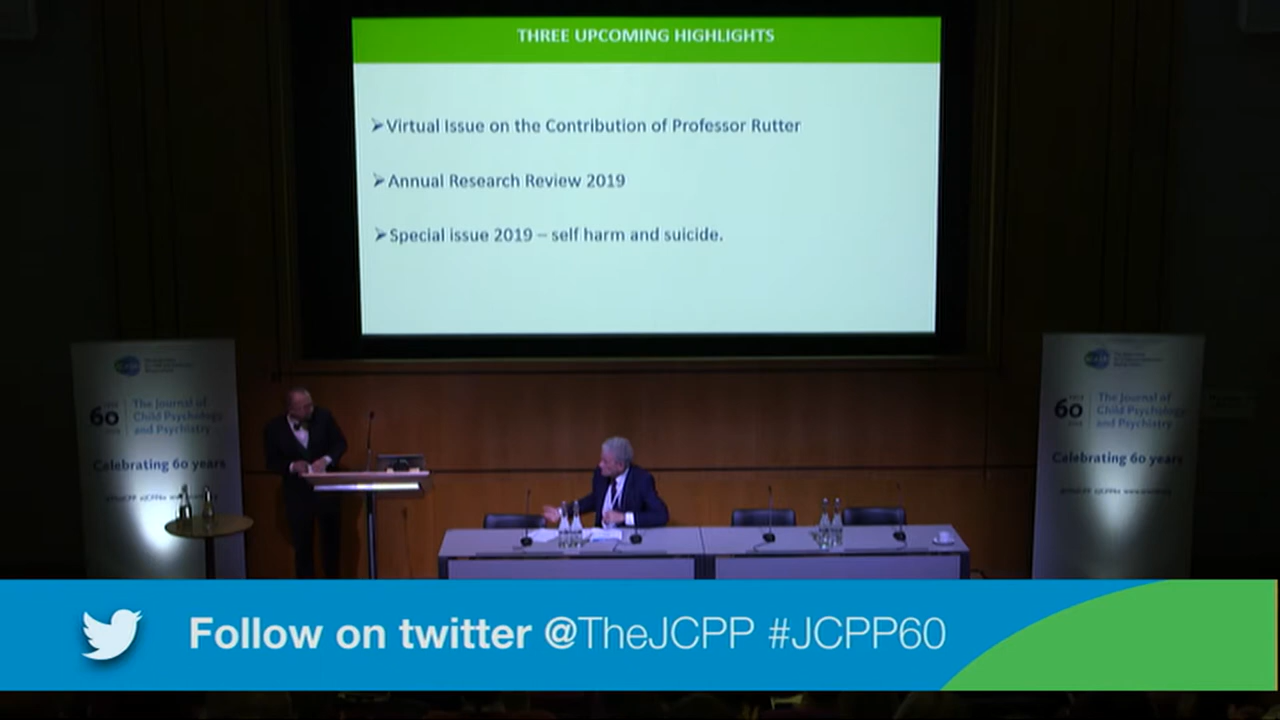 THREE UPCOMING HIGHLIGHTS
➢Virtual Issue on the Contribution of Professor Rutter
➢Annual Research Review 2019
➢Special issue 2019 – self harm and suicide.
60
The Journal of
Child Psychology
and Psychiatry
Celebrating 60 years
60
The Journal of
Child Psychology
and Psychiatry
Celebrating 60 years
Follow on twitter @TheJCPP #JCPP60